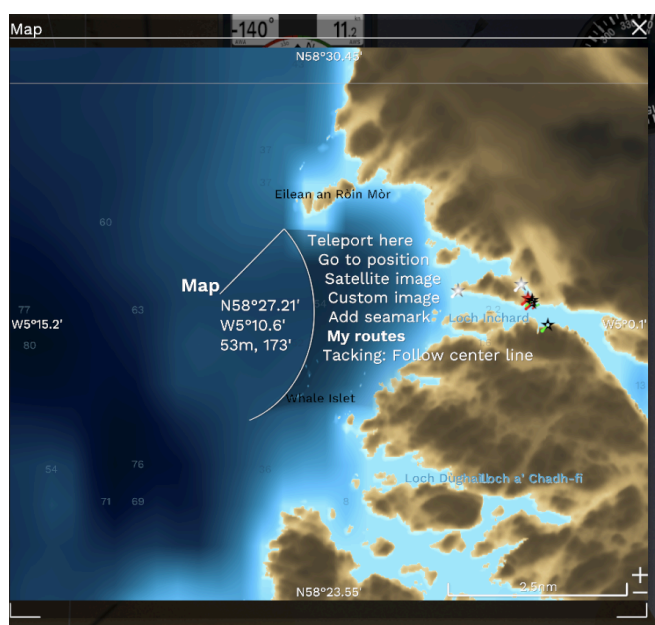 Map
-140°
11.2
N58°30.45'
37
Eilean an Ròin Mòr
60
Teleport here
Go to position
Satellite image
Map
Custom image
N58°27.21'
Add seamark
Loch Inchard
77
63
W5°15.2'
W5°10.6'
W5°0.1'
My routes
80
53m, 173'
Tacking: Follow center line
Whale Islet
54
76
Loch Dùghaill
Loch a' Chadh-fi
71
69
2.5nm
N58°23.55'